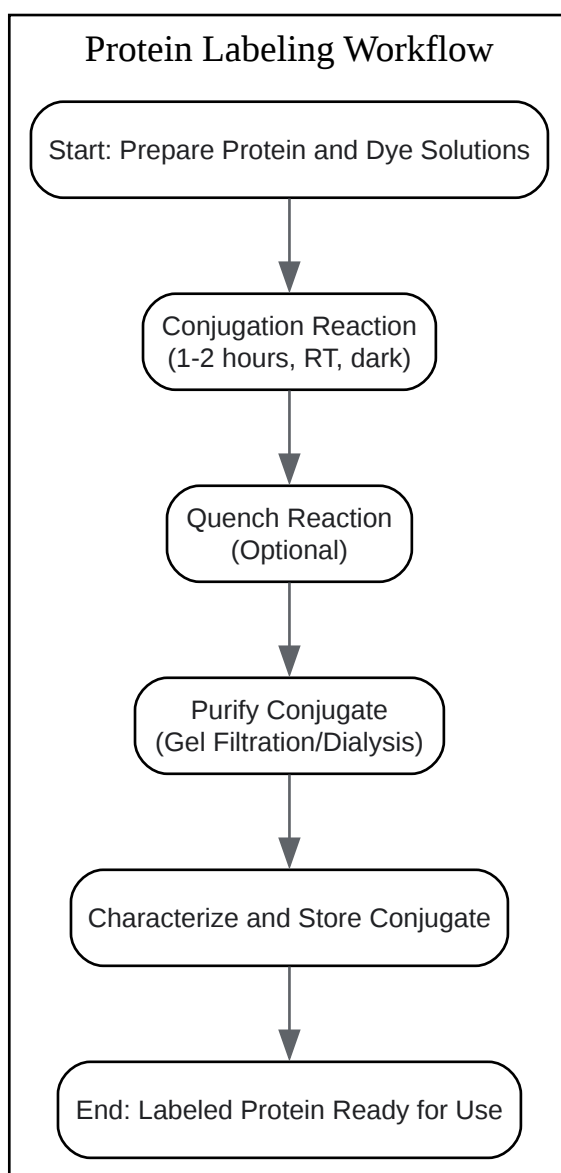 Protein Labeling Workflow
Start: Prepare Protein and Dye Solutions
Conjugation Reaction
(1-2 hours, RT, dark)
Quench Reaction
(Optional)
Purify Conjugate
(Gel Filtration/Dialysis)
Characterize and Store Conjugate
End: Labeled Protein Ready for Use